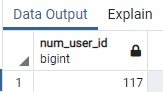 Data Output Explain
num_user_id
bigint
1 117